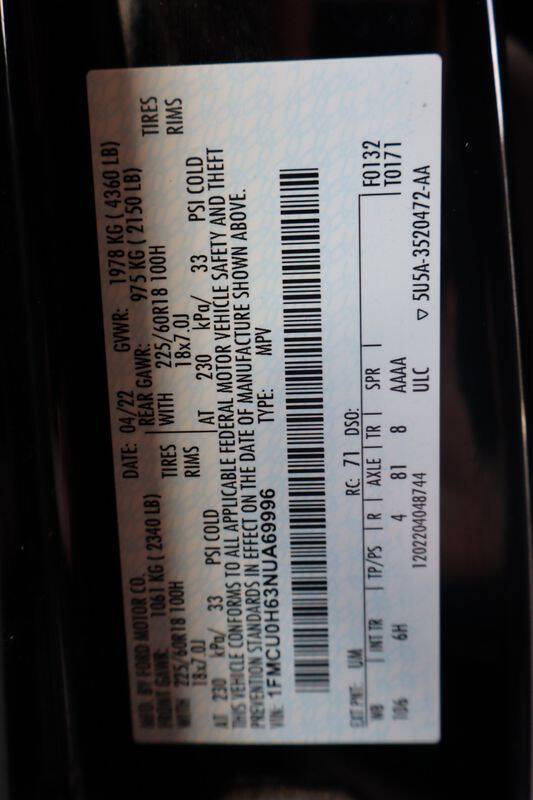 MFD. BY FORD MOTOR CO.
DATE: 04/22 GVWR: 1978 KG ( 4360 LB)
FRONT GAWR: 1061 KG ( 2340 LB) REAR GAWR: 975 KG ( 2150 LB)
WITH 225/60R18 100H TIRES WITH 225/60R18 100H TIRES
18x7.0J RIMS 18x7.0J RIMS
AT 230 kPa/ 33 PSI COLD AT 230 kPa/ 33 PSI COLD
THIS VEHICLE CONFORMS TO ALL APPLICABLE FEDERAL MOTOR VEHICLE SAFETY AND THEFT
PREVENTION STANDARDS IN EFFECT ON THE DATE OF MANUFACTURE SHOWN ABOVE.
VIN: 1FMCU0H63NUA69996 TYPE: MPV
EXT PNT: UM RC: 71 DSO: F0132
WB INT TR TP/PS R AXLE TR SPR T0171
106 6H 4 81 8 AAAA
1202204048744 ULC ▽ 5U5A-3520472-AA